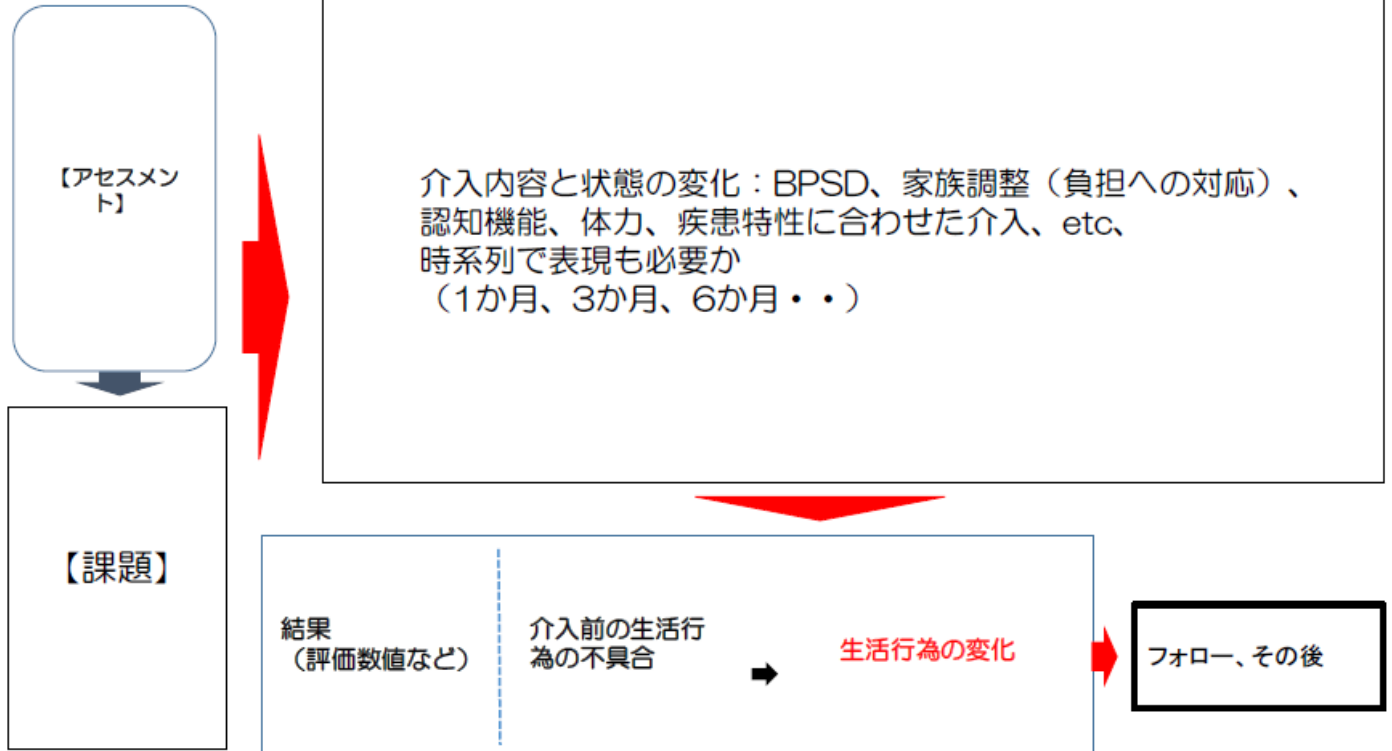 【アセスメン
ト】
介入内容と状態の変化：BPSD、家族調整（負担への対応）、
認知機能、体力、疾患特性に合わせた介入、etc、
時系列で表現も必要か
（1か月、3か月、6か月・・）
【課題】
結果
（評価数値など）
介入前の生活行
為の不具合
生活行為の変化
フォロー、その後